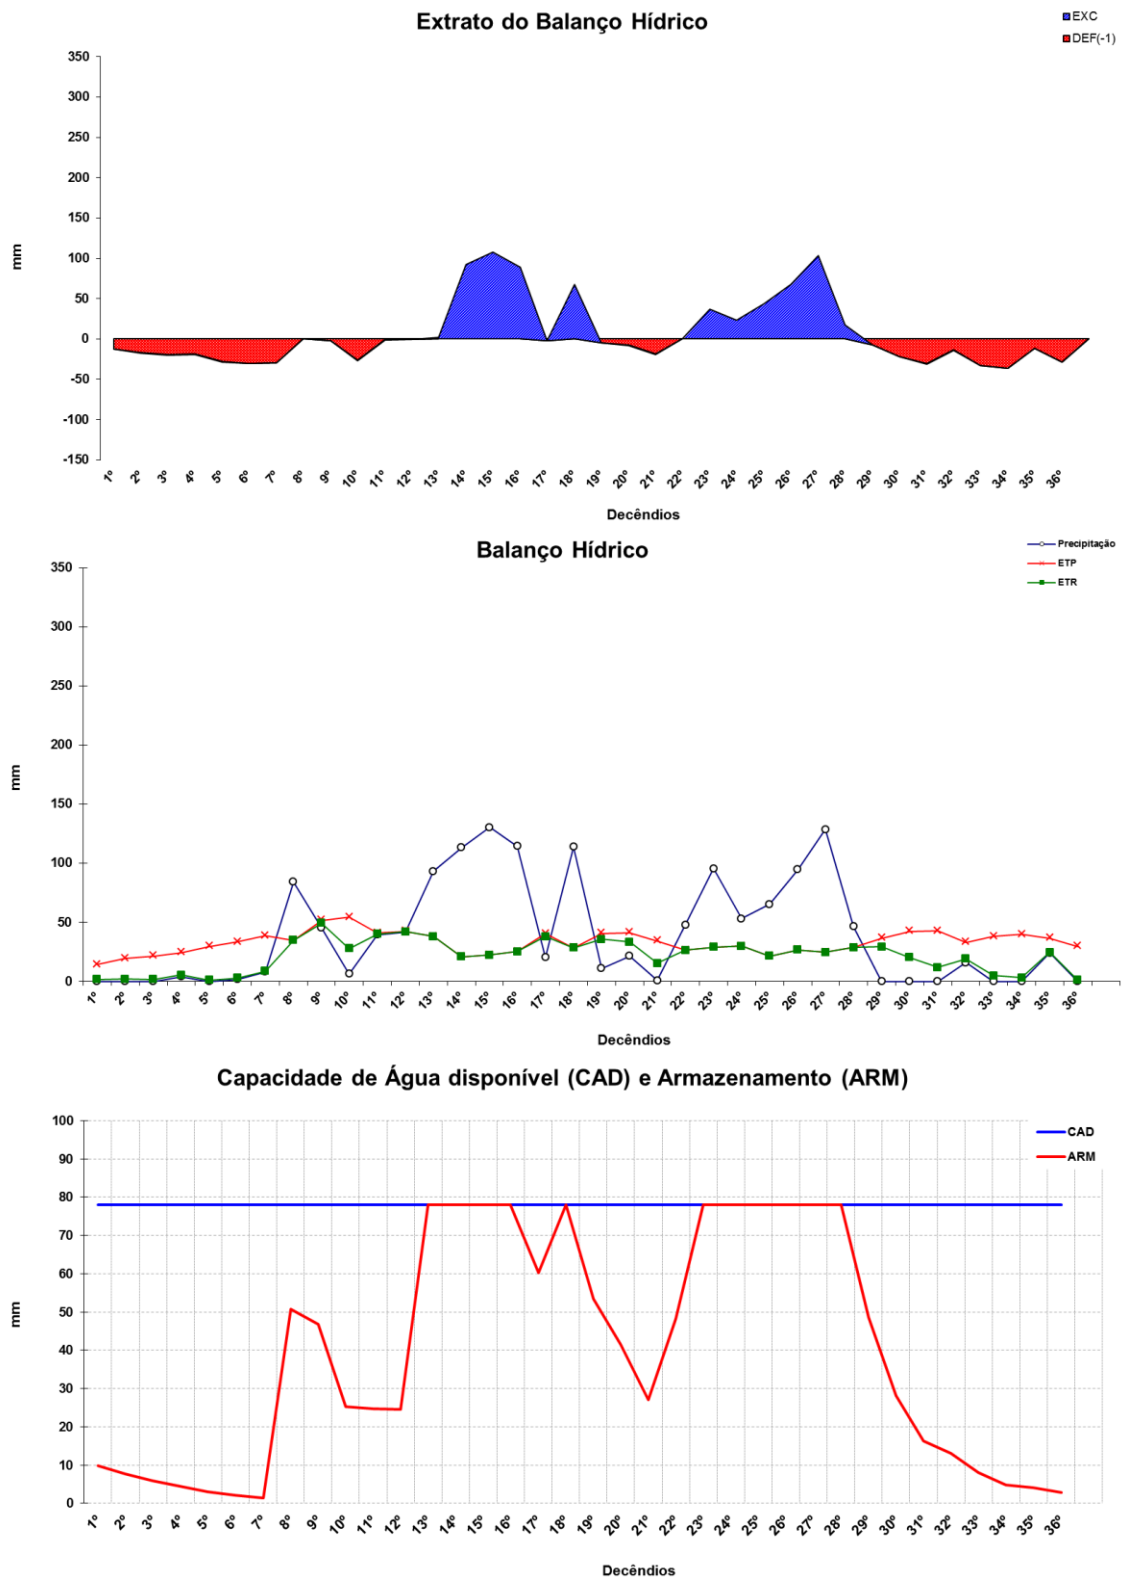 Extrato do Balanço Hídrico
EXC
DEF(-1)
350
300
250
200
150
100
50
0
-50
-100
-150
mm
1º 2º 3º 4º 5º 6º 7º 8º 9º 10º 11º 12º 13º 14º 15º 16º 17º 18º 19º 20º 21º 22º 23º 24º 25º 26º 27º 28º 29º 30º 31º 32º 33º 34º 35º 36º
Decêndios
Balanço Hídrico
Precipitação
ETP
ETR
350
300
250
200
150
100
50
0
mm
1º 2º 3º 4º 5º 6º 7º 8º 9º 10º 11º 12º 13º 14º 15º 16º 17º 18º 19º 20º 21º 22º 23º 24º 25º 26º 27º 28º 29º 30º 31º 32º 33º 34º 35º 36º
Decêndios
Capacidade de Água disponível (CAD) e Armazenamento (ARM)
CAD
ARM
100
90
80
70
60
50
40
30
20
10
0
mm
1º 2º 3º 4º 5º 6º 7º 8º 9º 10º 11º 12º 13º 14º 15º 16º 17º 18º 19º 20º 21º 22º 23º 24º 25º 26º 27º 28º 29º 30º 31º 32º 33º 34º 35º 36º
Decêndios